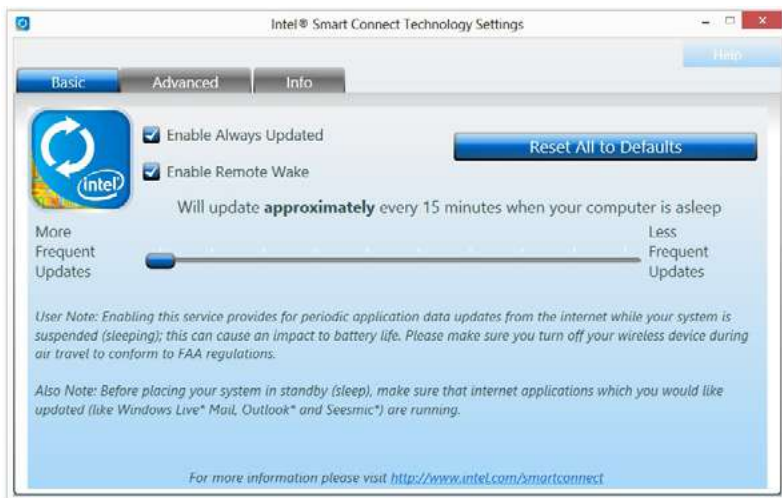 Intel® Smart Connect Technology Settings
Help
Basic Advanced Info
Enable Always Updated
Reset All to Defaults
Enable Remote Wake
Will update approximately every 15 minutes when your computer is asleep
More
Frequent
Updates
Less
Frequent
Updates
User Note: Enabling this service provides for periodic application data updates from the internet while your system is
suspended (sleeping); this can cause an impact to battery life. Please make sure you turn off your wireless device during
air travel to conform to FAA regulations.
Also Note: Before placing your system in standby (sleep), make sure that internet applications which you would like
updated (like Windows Live* Mail, Outlook* and Seesmic*) are running.
For more information please visit http://www.intel.com/smartconnect
intel